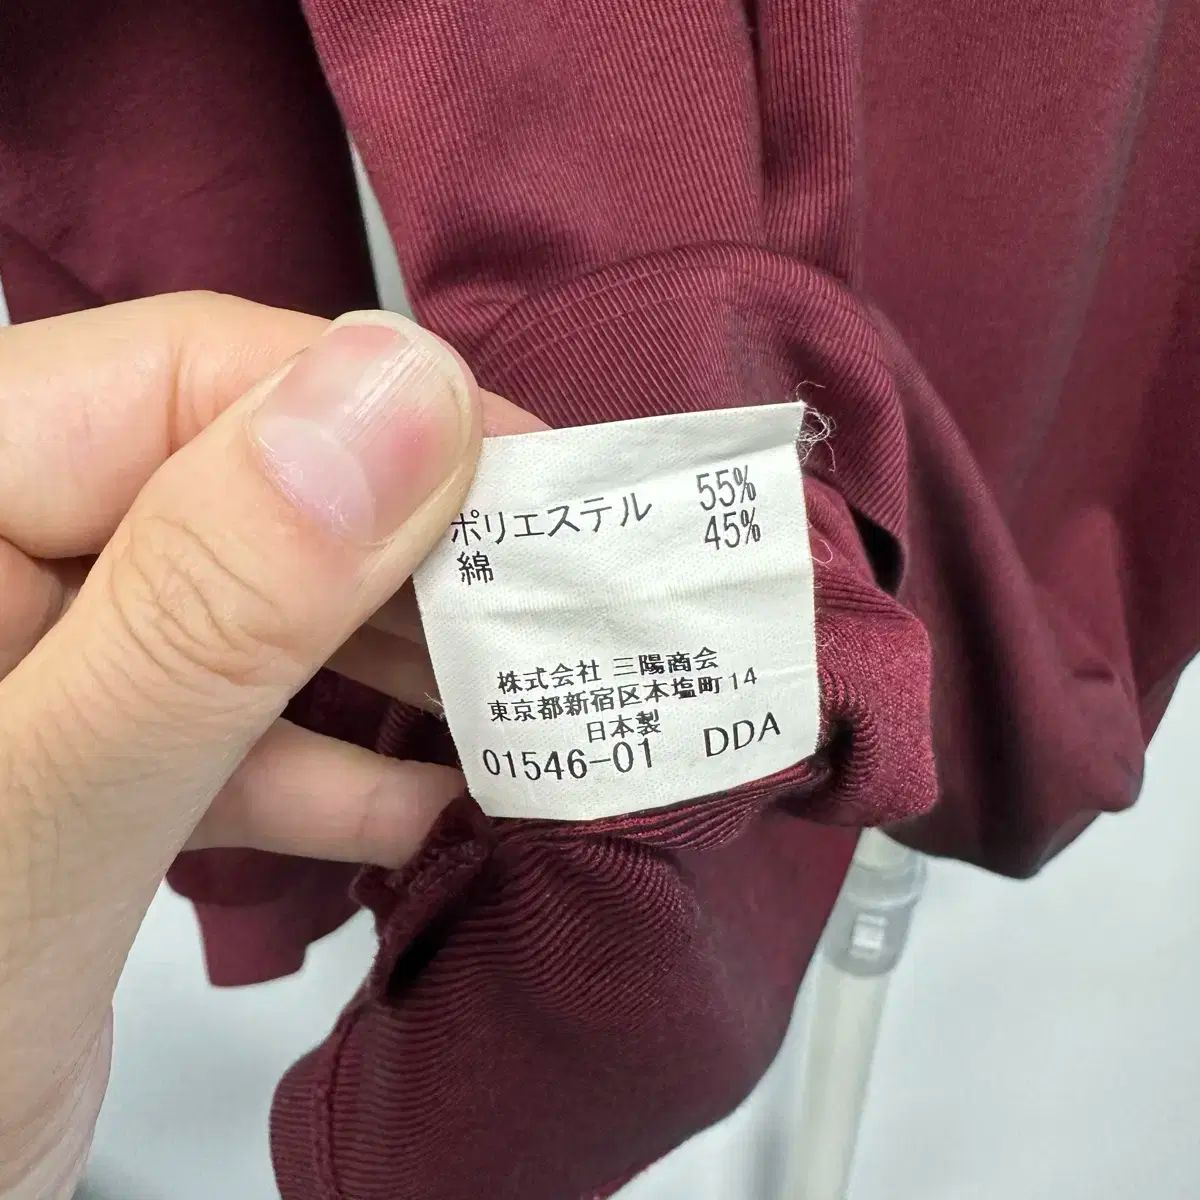 ポリエステル 55%
綿 45%
株式会社 三陽商会
東京都新宿区本塩町14
日本製
01546-01 DDA